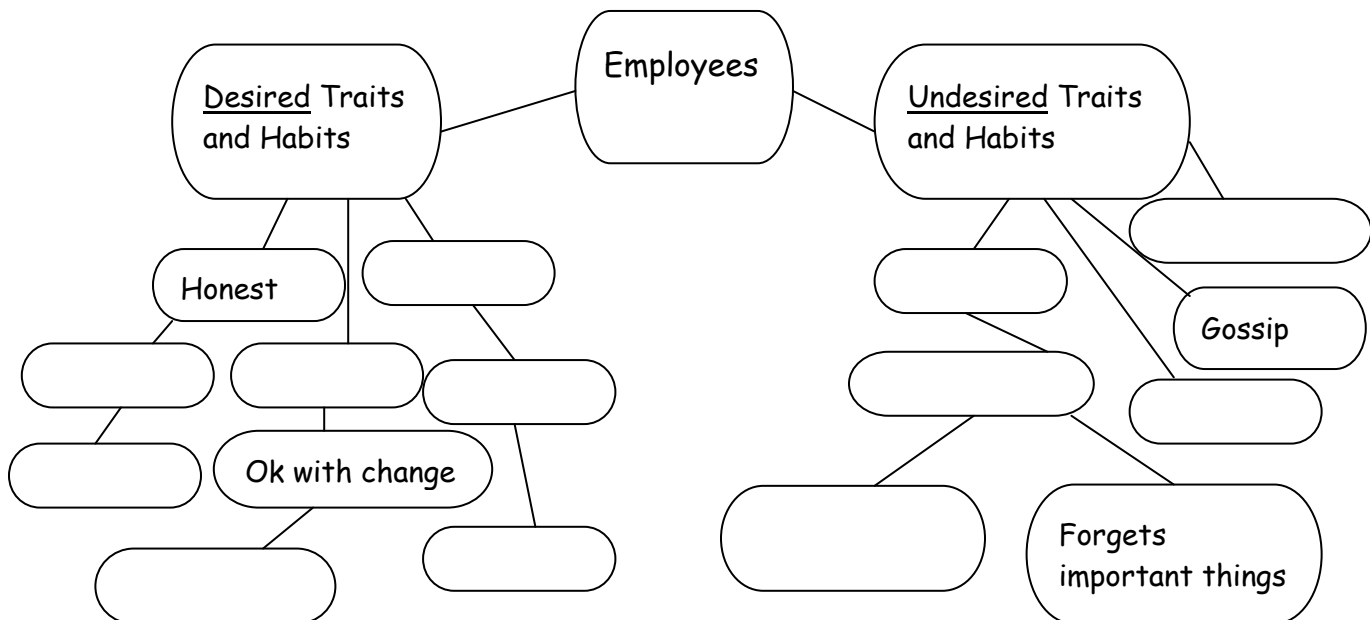 Employees
Desired Traits
and Habits
Undesired Traits
and Habits
Honest
Gossip
Ok with change
Forgets
important things